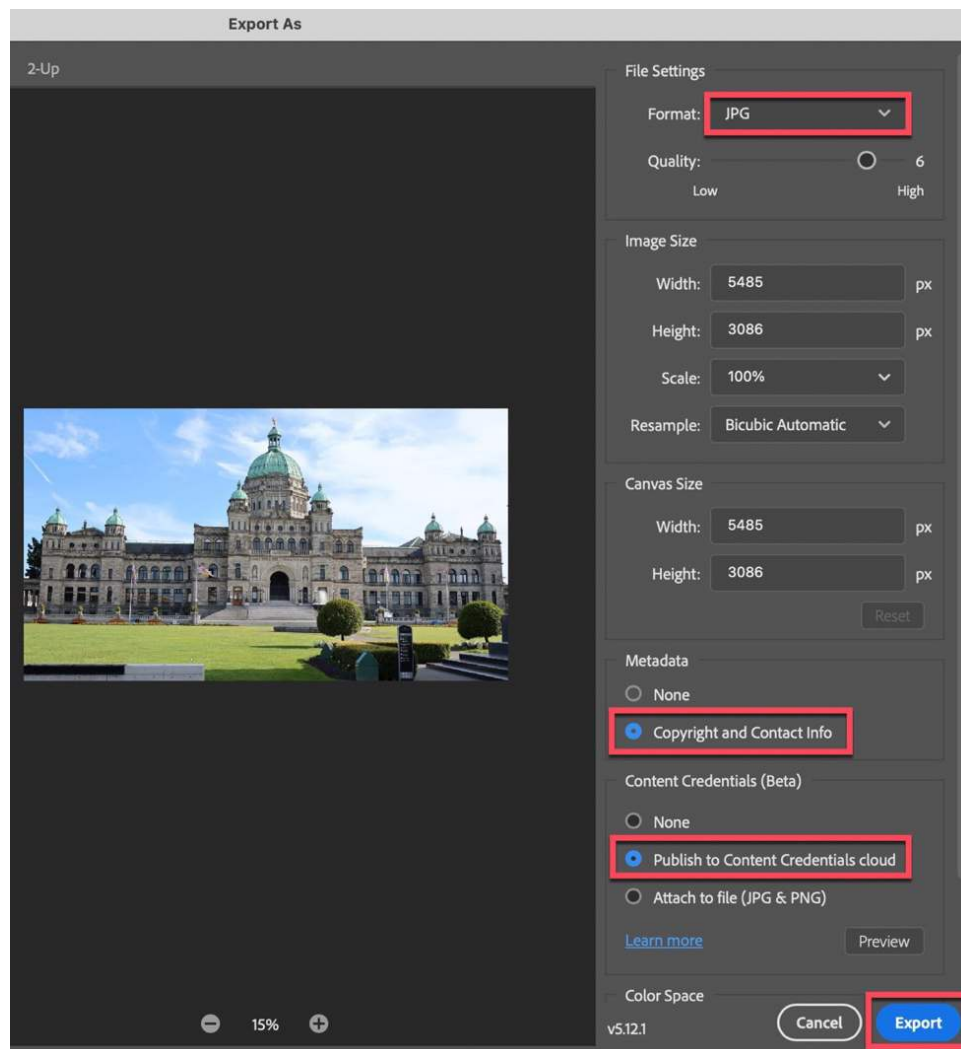 Export As
2-Up
File Settings
Format: JPG
Quality: 6
Low High
Image Size
Width: 5485 px
Height: 3086 px
Scale: 100%
Resample: Bicubic Automatic
Canvas Size
Width: 5485 px
Height: 3086 px
Reset
Metadata
None
Copyright and Contact Info
Content Credentials (Beta)
None
Publish to Content Credentials cloud
Attach to file (JPG & PNG)
Learn more Preview
Color Space
15%
v5.12.1 Cancel Export